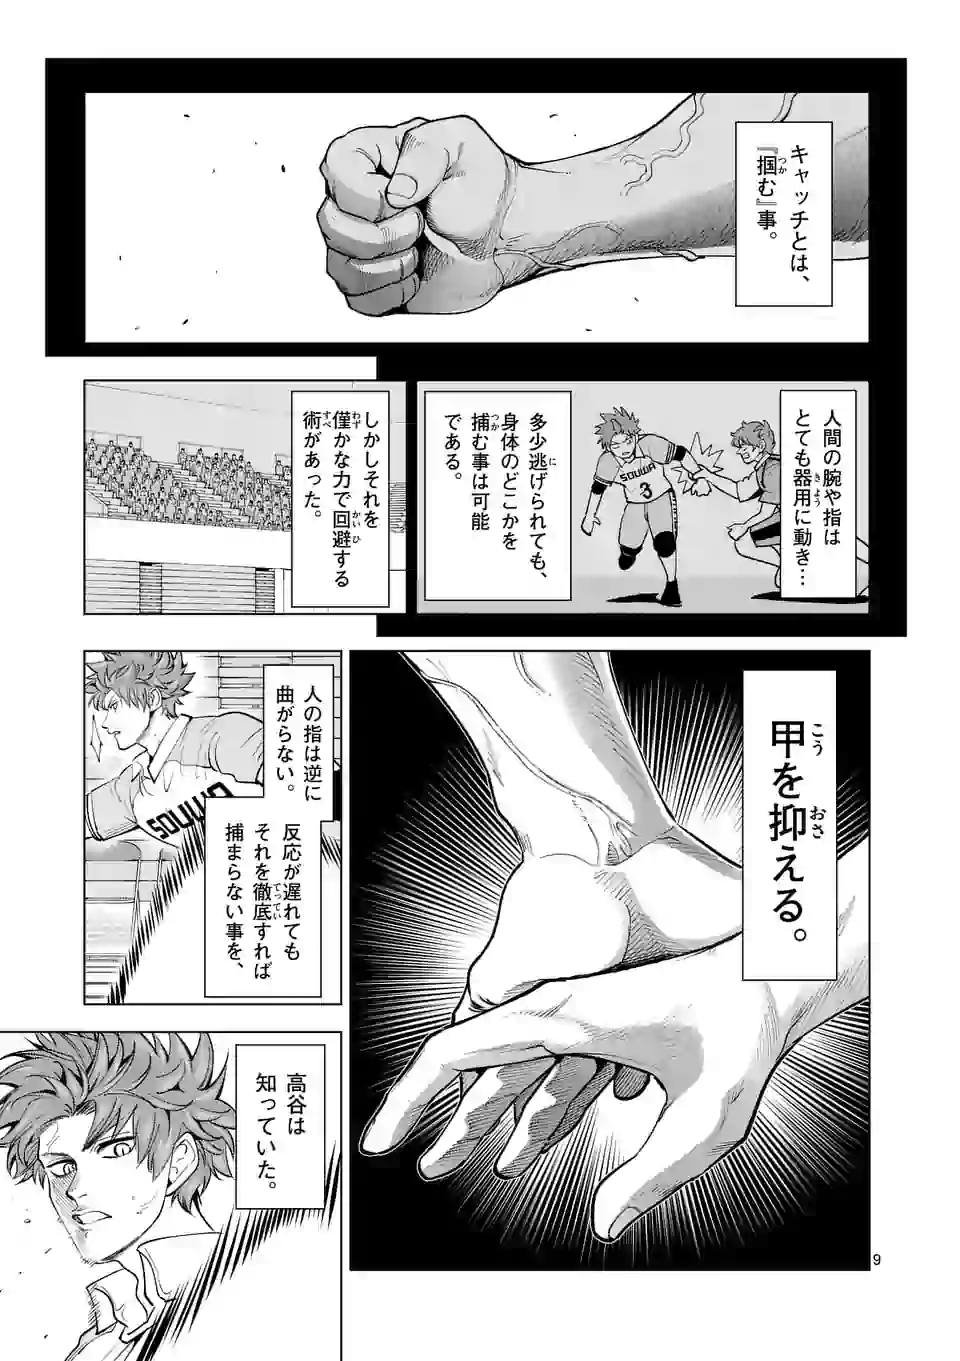 キャッチとは、
『掴む』事。
人間の腕や指は
とても器用に動き…
SOUWA
3
多少逃げられても、
身体のどこかを
捕む事は可能
である。
しかしそれを
僅かな力で回避する
術があった。
甲を抑える。
人の指は逆に
曲がらない。
SOUWA
反応が遅れても
それを徹底すれば
捕まらない事を、
高谷は
知っていた。
9